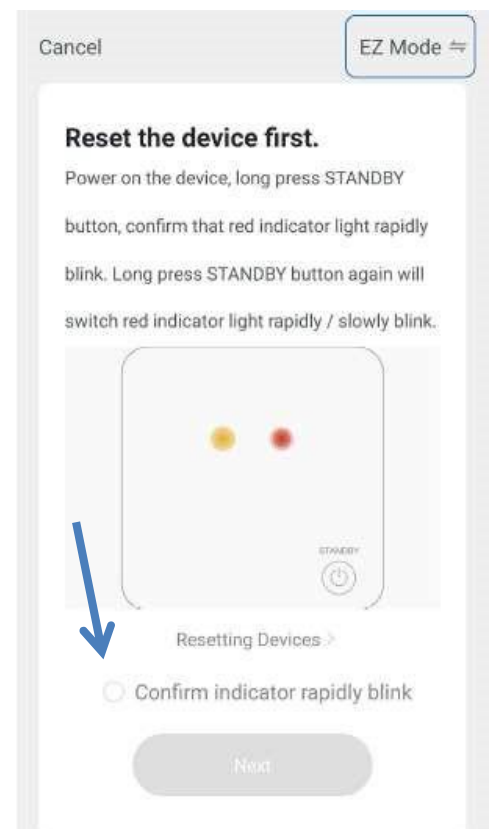 Cancel
EZ Mode ⇋
Reset the device first.
Power on the device, long press STANDBY
button, confirm that red indicator light rapidly
blink. Long press STANDBY button again will
switch red indicator light rapidly / slowly blink.
STANDBY
Resetting Devices >
Confirm indicator rapidly blink
Next